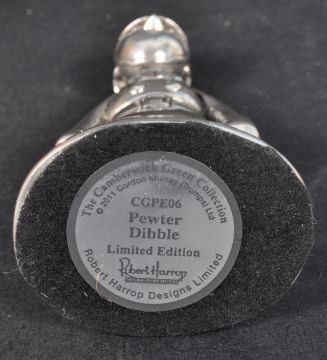 The Camberwick Green Collection
© 2011 Gordon Murray (Trumps) Ltd
CGPE06
Pewter
Dibble
Limited Edition
Robert Harrop
Robert Harrop Designs Limited